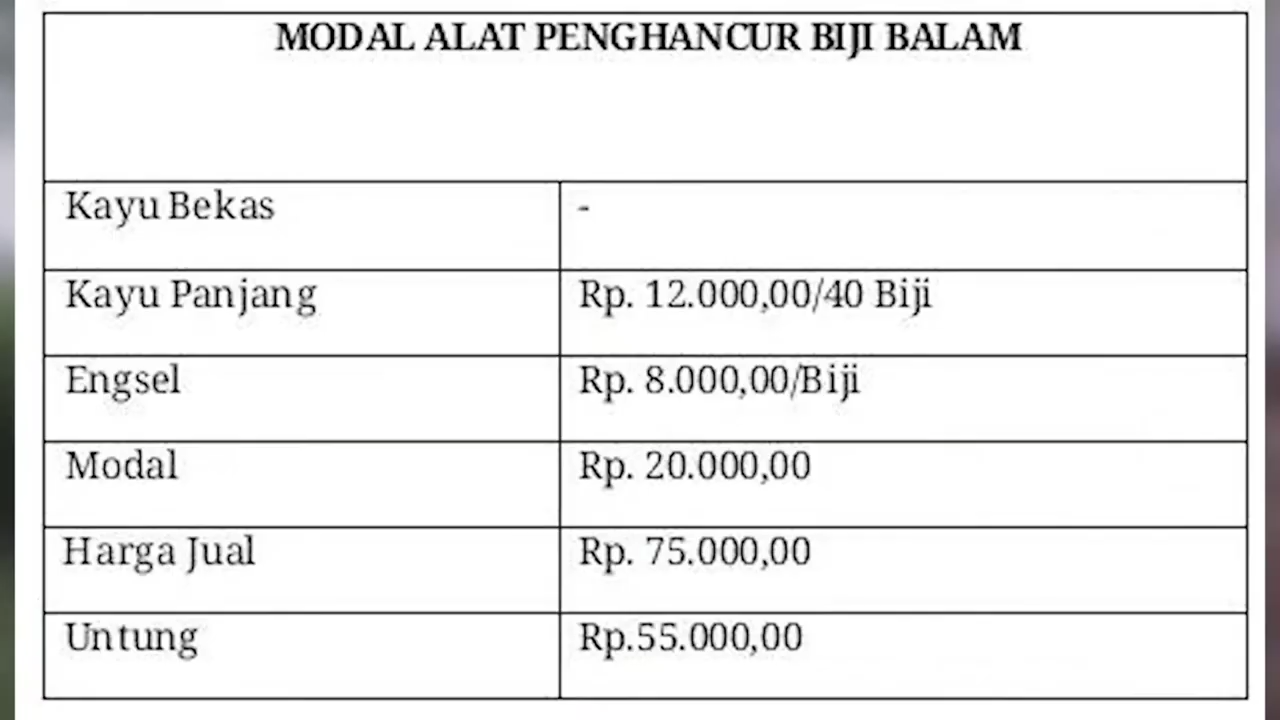 MODAL ALAT PENGHANCUR BIJI BALAM
Kayu Bekas -
Kayu Panjang Rp. 12.000,00/40 Biji
Engsel Rp. 8.000,00/Biji
Modal Rp. 20.000,00
Harga Jual Rp. 75.000,00
Untung Rp.55.000,00